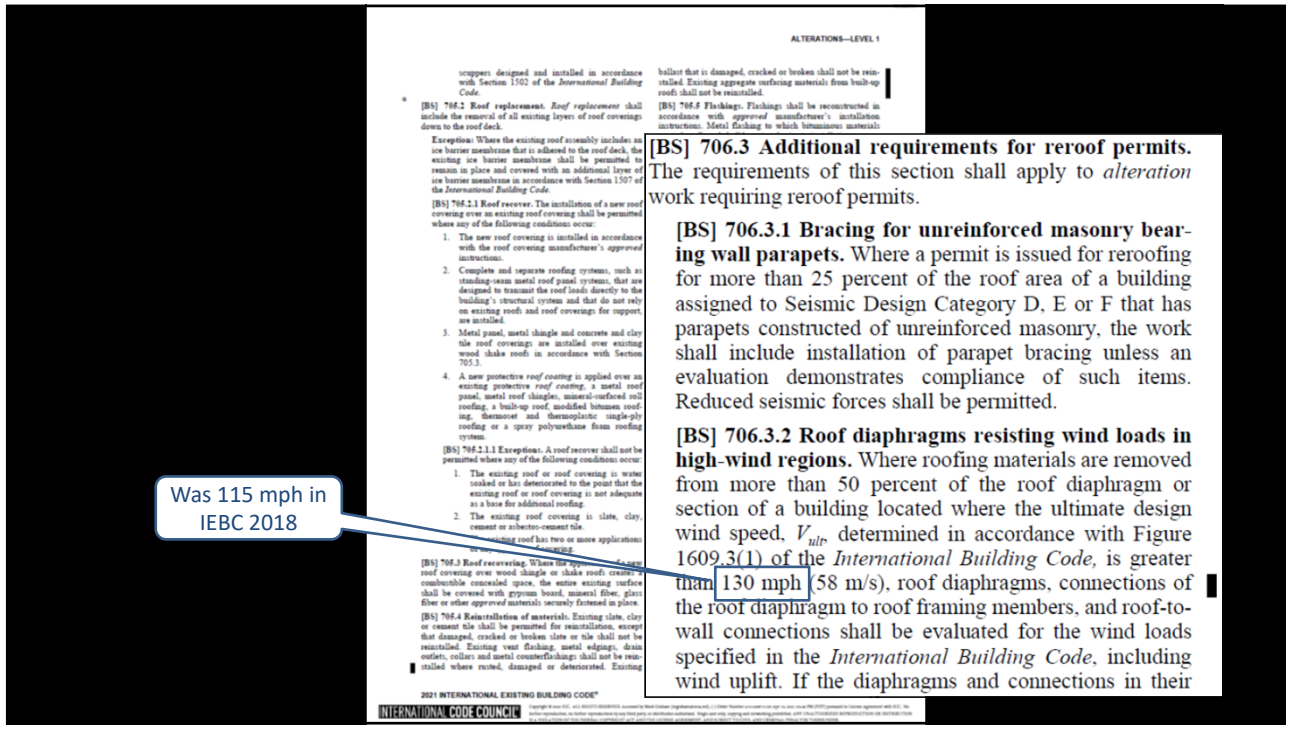 ALTERATIONS—LEVEL 1
scuppers designed and installed in accordance
with Section 1502 of the International Building
Code.
[BS] 705.2 Roof replacement. Roof replacement shall
include the removal of all existing layers of roof coverings
down to the roof deck.
Exception: Where the existing roof assembly includes an
ice barrier membrane that is adhered to the roof deck, the
existing ice barrier membrane shall be permitted to
remain in place and covered with an additional layer of
ice barrier membrane in accordance with Section 1507 of
the International Building Code.
[BS] 705.2.1 Roof recover. The installation of a new roof
covering over an existing roof covering shall be permitted
where any of the following conditions occur:
1. The new roof covering is installed in accordance
with the roof covering manufacturer's approved
instructions.
2. Complete and separate roofing systems, such as
standing-seam metal roof panel systems, that are
designed to transmit the roof loads directly to the
building's structural system and that do not rely
on existing roofs and roof coverings for support,
are installed.
3. Metal panel, metal shingle and concrete and clay
tile roof coverings are installed over existing
wood shake roofs in accordance with Section
705.3.
4. A new protective roof coating is applied over an
existing protective roof coating, a metal roof
panel, metal roof shingles, mineral-surfaced roll
roofing, a built-up roof, modified bitumen roof-
ing, thermoset and thermoplastic single-ply
roofing or a spray polyurethane foam roofing
system.
[BS] 705.2.1.1 Exceptions. A roof recover shall not be
permitted where any of the following conditions occur:
1. The existing roof or roof covering is water
soaked or has deteriorated to the point that the
existing roof or roof covering is not adequate
as a base for additional roofing.
2. The existing roof covering is slate, clay,
cement or asbestos-cement tile.
existing roof has two or more applications
covering.
[BS] 705.3 Roof recovering. Where the of a new
roof covering over wood shingle or shake roofs creates a
combustible concealed space, the entire existing surface
shall be covered with gypsum board, mineral fiber, glass
fiber or other approved materials securely fastened in place.
[BS] 705.4 Reinstallation of materials. Existing slate, clay
or cement tile shall be permitted for reinstallation, except
that damaged, cracked or broken slate or tile shall not be
reinstalled. Existing vent flashing, metal edgings, drain
outlets, collars and metal counterflashings shall not be rein-
stalled where rusted, damaged or deteriorated. Existing
ballast that is damaged, cracked or broken shall not be rein-
stalled. Existing aggregate surfacing materials from built-up
roofs shall not be reinstalled.
[BS] 705.5 Flashings. Flashings shall be reconstructed in
accordance with approved manufacturer's installation
instructions. Metal flashing to which bituminous materials
[BS] 706.3 Additional requirements for reroof permits.
The requirements of this section shall apply to alteration
work requiring reroof permits.
[BS] 706.3.1 Bracing for unreinforced masonry bear-
ing wall parapets. Where a permit is issued for reroofing
for more than 25 percent of the roof area of a building
assigned to Seismic Design Category D, E or F that has
parapets constructed of unreinforced masonry, the work
shall include installation of parapet bracing unless an
evaluation demonstrates compliance of such items.
Reduced seismic forces shall be permitted.
[BS] 706.3.2 Roof diaphragms resisting wind loads in
high-wind regions. Where roofing materials are removed
from more than 50 percent of the roof diaphragm or
section of a building located where the ultimate design
wind speed, Vult, determined in accordance with Figure
1609.3(1) of the International Building Code, is greater
than 130 mph (58 m/s), roof diaphragms, connections of
the roof diaphragm to roof framing members, and roof-to-
wall connections shall be evaluated for the wind loads
specified in the International Building Code, including
wind uplift. If the diaphragms and connections in their
Was 115 mph in
IEBC 2018
2021 INTERNATIONAL EXISTING BUILDING CODE®
INTERNATIONAL CODE COUNCIL®